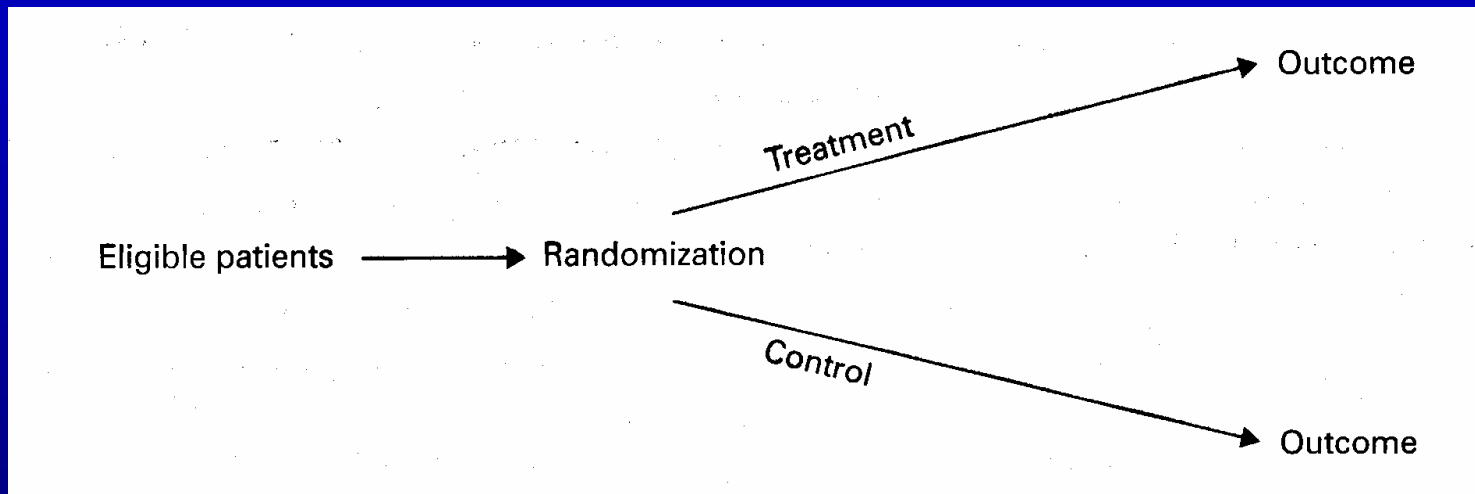 Outcome
Treatment
Eligible patients
Randomization
Control
Outcome